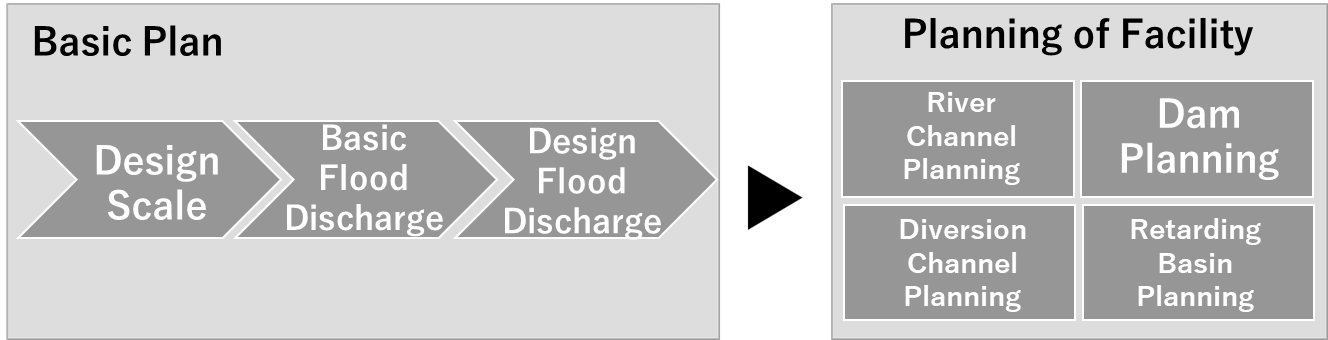 Basic Plan
Design
Scale
Basic
Flood
Discharge
Design
Flood
Discharge
Planning of Facility
River
Channel
Planning
Dam
Planning
Diversion
Channel
Planning
Retarding
Basin
Planning